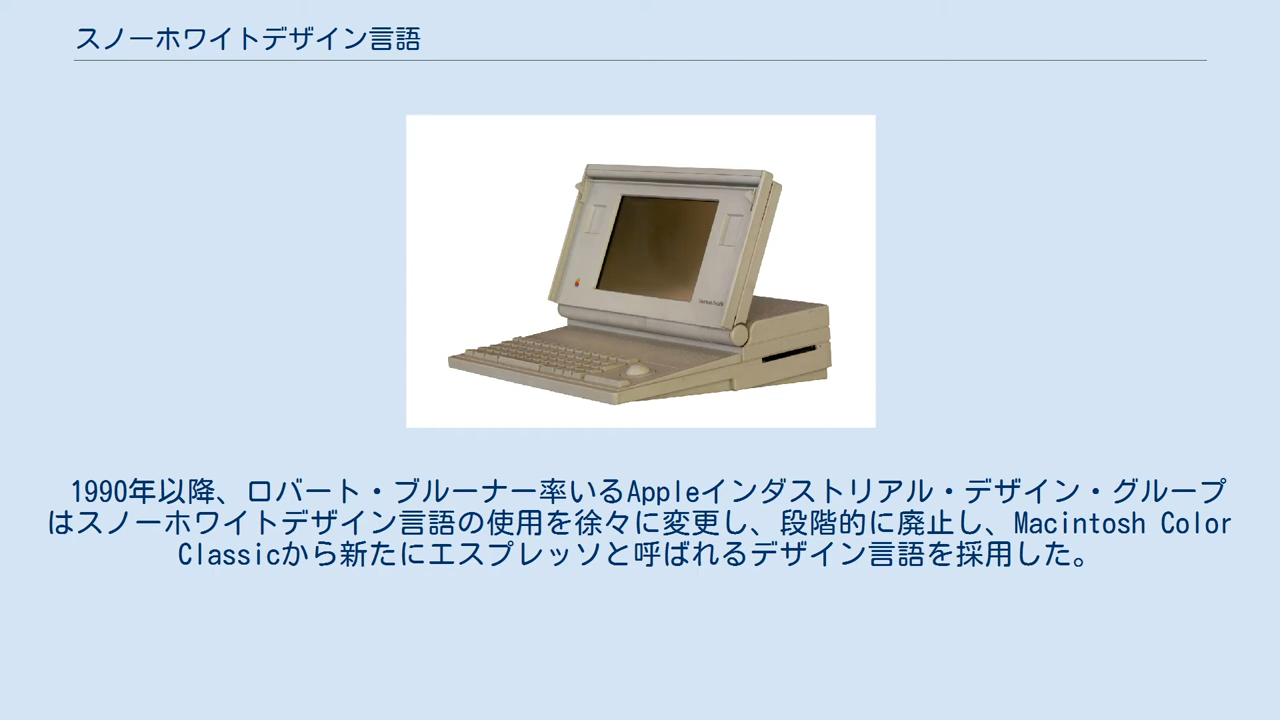 スノーホワイトデザイン言語
1990年以降、ロバート・ブルーナー率いるAppleインダストリアル・デザイン・グループ
はスノーホワイトデザイン言語の使用を徐々に変更し、段階的に廃止し、Macintosh Color
Classicから新たにエスプレッソと呼ばれるデザイン言語を採用した。